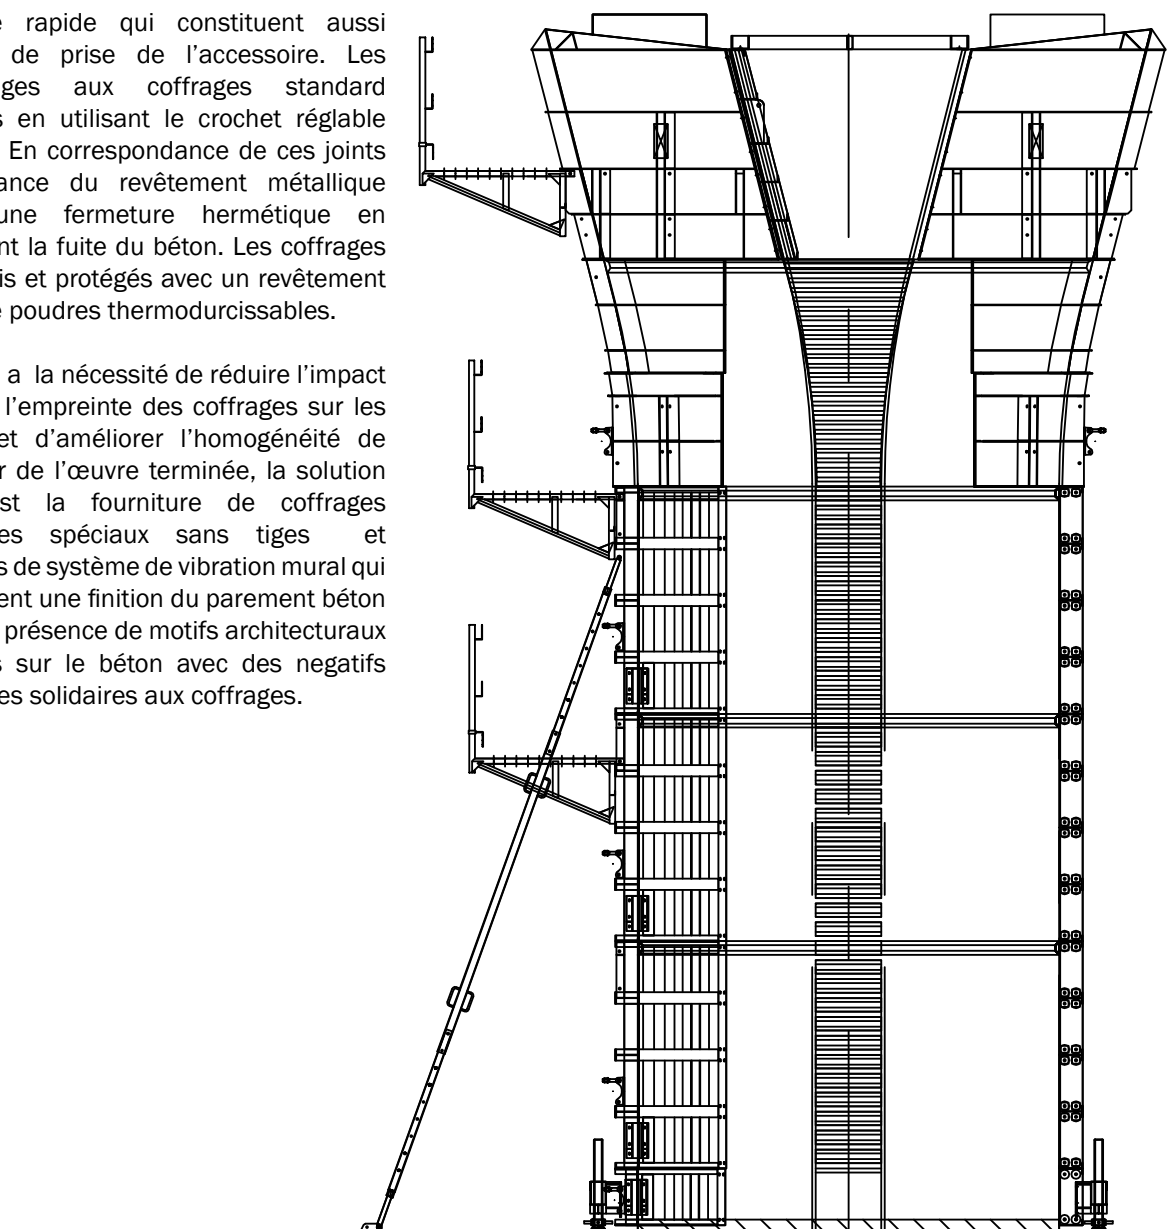 rapide qui constituent aussi
de prise de l’accessoire. Les
ges aux coffrages standard
s en utilisant le crochet réglable
. En correspondance de ces joints
ance du revêtement métallique
une fermeture hermétique en
nt la fuite du béton. Les coffrages
is et protégés avec un revêtement
e poudres thermodurcissables.
a la nécessité de réduire l’impact
l’empreinte des coffrages sur les
et d’améliorer l’homogénéité de
r de l’œuvre terminée, la solution
st la fourniture de coffrages
es spéciaux sans tiges et
s de système de vibration mural qui
ent une finition du parement béton
présence de motifs architecturaux
s sur le béton avec des negatifs
es solidaires aux coffrages.